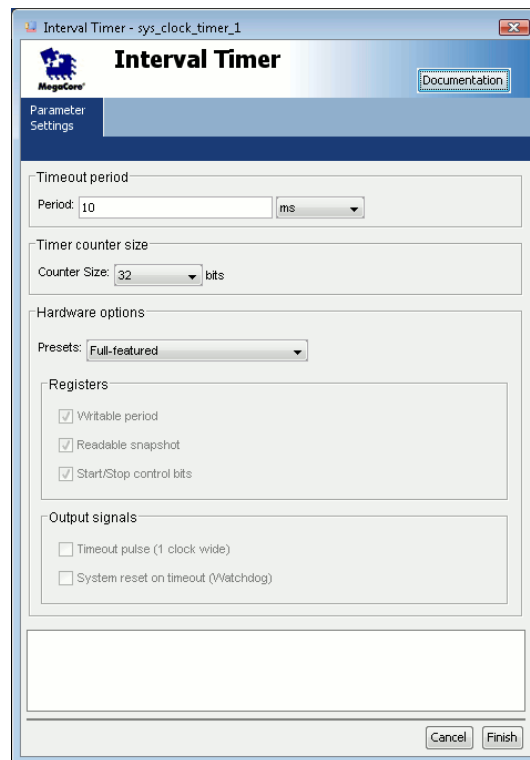 Interval Timer - sys_clock_timer_1
Interval Timer
MegaCore®
Documentation
Parameter
Settings
Timeout period
Period: 10 ms
Timer counter size
Counter Size: 32 bits
Hardware options
Presets: Full-featured
Registers
Writable period
Readable snapshot
Start/Stop control bits
Output signals
Timeout pulse (1 clock wide)
System reset on timeout (Watchdog)
Cancel Finish